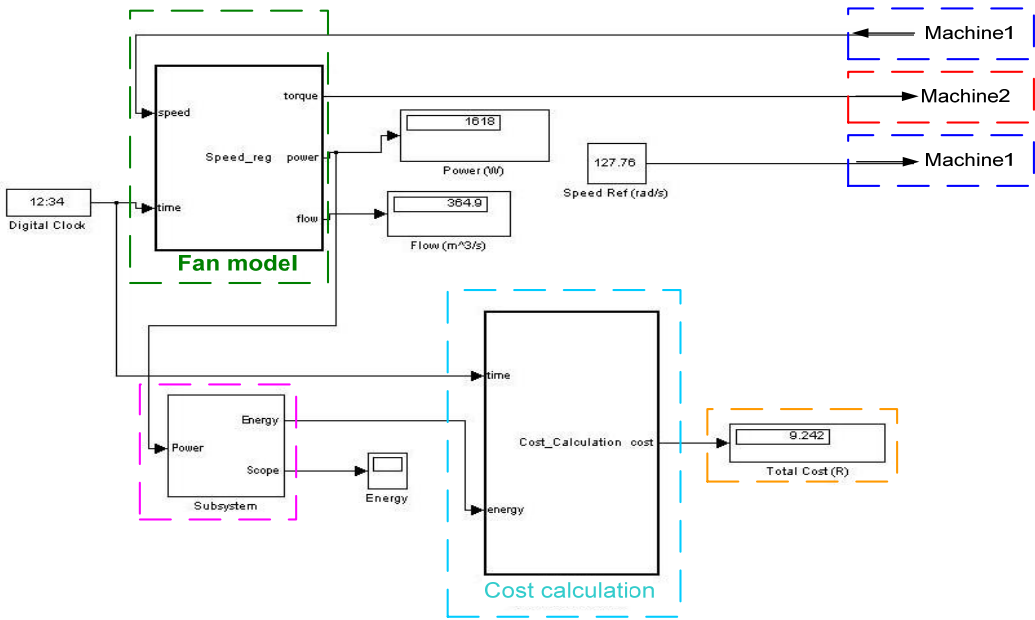 Machine1
Machine2
Machine1
speed
torque
Speed_reg power
time
flow
Fan model
1618
Power (W)
364.9
Flow (m^3/s)
127.76
Speed Ref (rad/s)
12:34
Digital Clock
Power
Energy
Scope
Subsystem
Energy
time
Cost_Calculation cost
energy
Cost calculation
9.242
Total Cost (R)